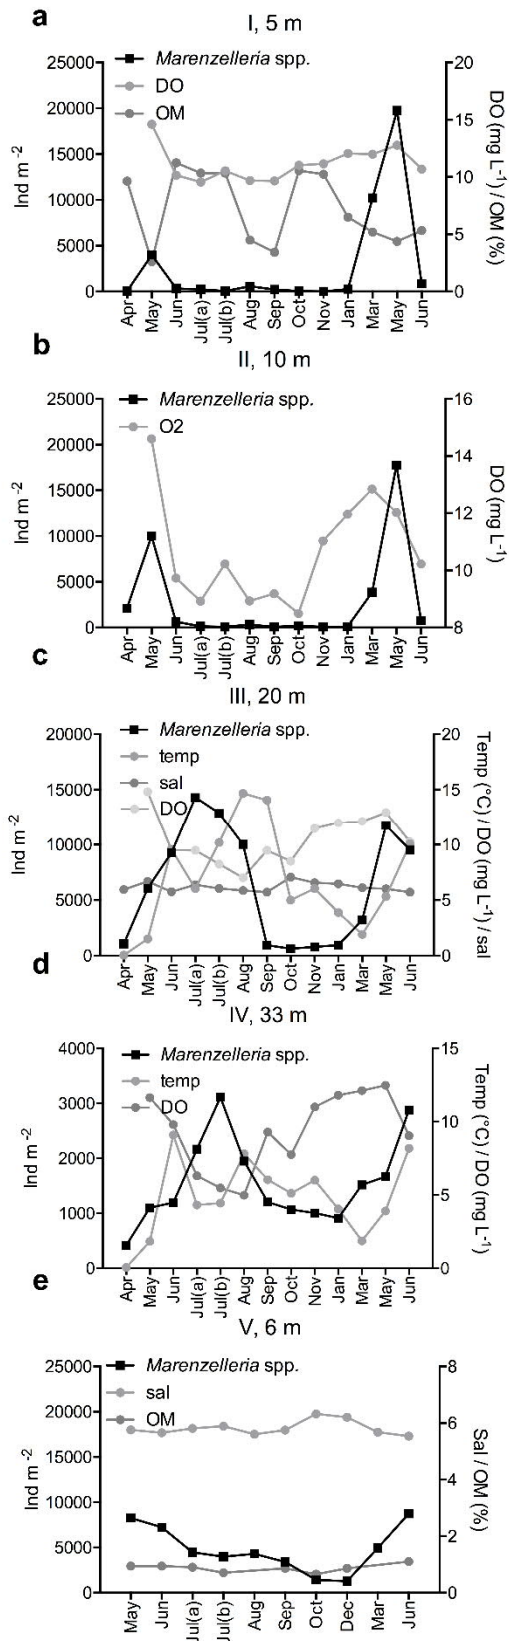 a
I, 5 m
Marenzelleria spp.
DO
OM
25000
20000
15000
10000
5000
0
Ind m⁻²
20
15
10
5
0
DO (mg L⁻¹) / OM (%)
Apr May Jun Jul(a) Jul(b) Aug Sep Oct Nov Jan Mar May Jun
b
II, 10 m
Marenzelleria spp.
O2
25000
20000
15000
10000
5000
0
Ind m⁻²
16
14
12
10
8
DO (mg L⁻¹)
Apr May Jun Jul(a) Jul(b) Aug Sep Oct Nov Jan Mar May Jun
c
III, 20 m
Marenzelleria spp.
temp
sal
DO
20000
15000
10000
5000
0
Ind m⁻²
20
15
10
5
0
Temp (°C) / DO (mg L⁻¹) / sal
Apr May Jun Jul(a) Jul(b) Aug Sep Oct Nov Jan Mar May Jun
d
IV, 33 m
Marenzelleria spp.
temp
DO
4000
3000
2000
1000
0
Ind m⁻²
15
10
5
0
Temp (°C) / DO (mg L⁻¹)
Apr May Jun Jul(a) Jul(b) Aug Sep Oct Nov Jan Mar May Jun
e
V, 6 m
Marenzelleria spp.
sal
OM
25000
20000
15000
10000
5000
0
Ind m⁻²
8
6
4
2
0
Sal / OM (%)
May Jun Jul(a) Jul(b) Aug Sep Oct Dec Mar Jun